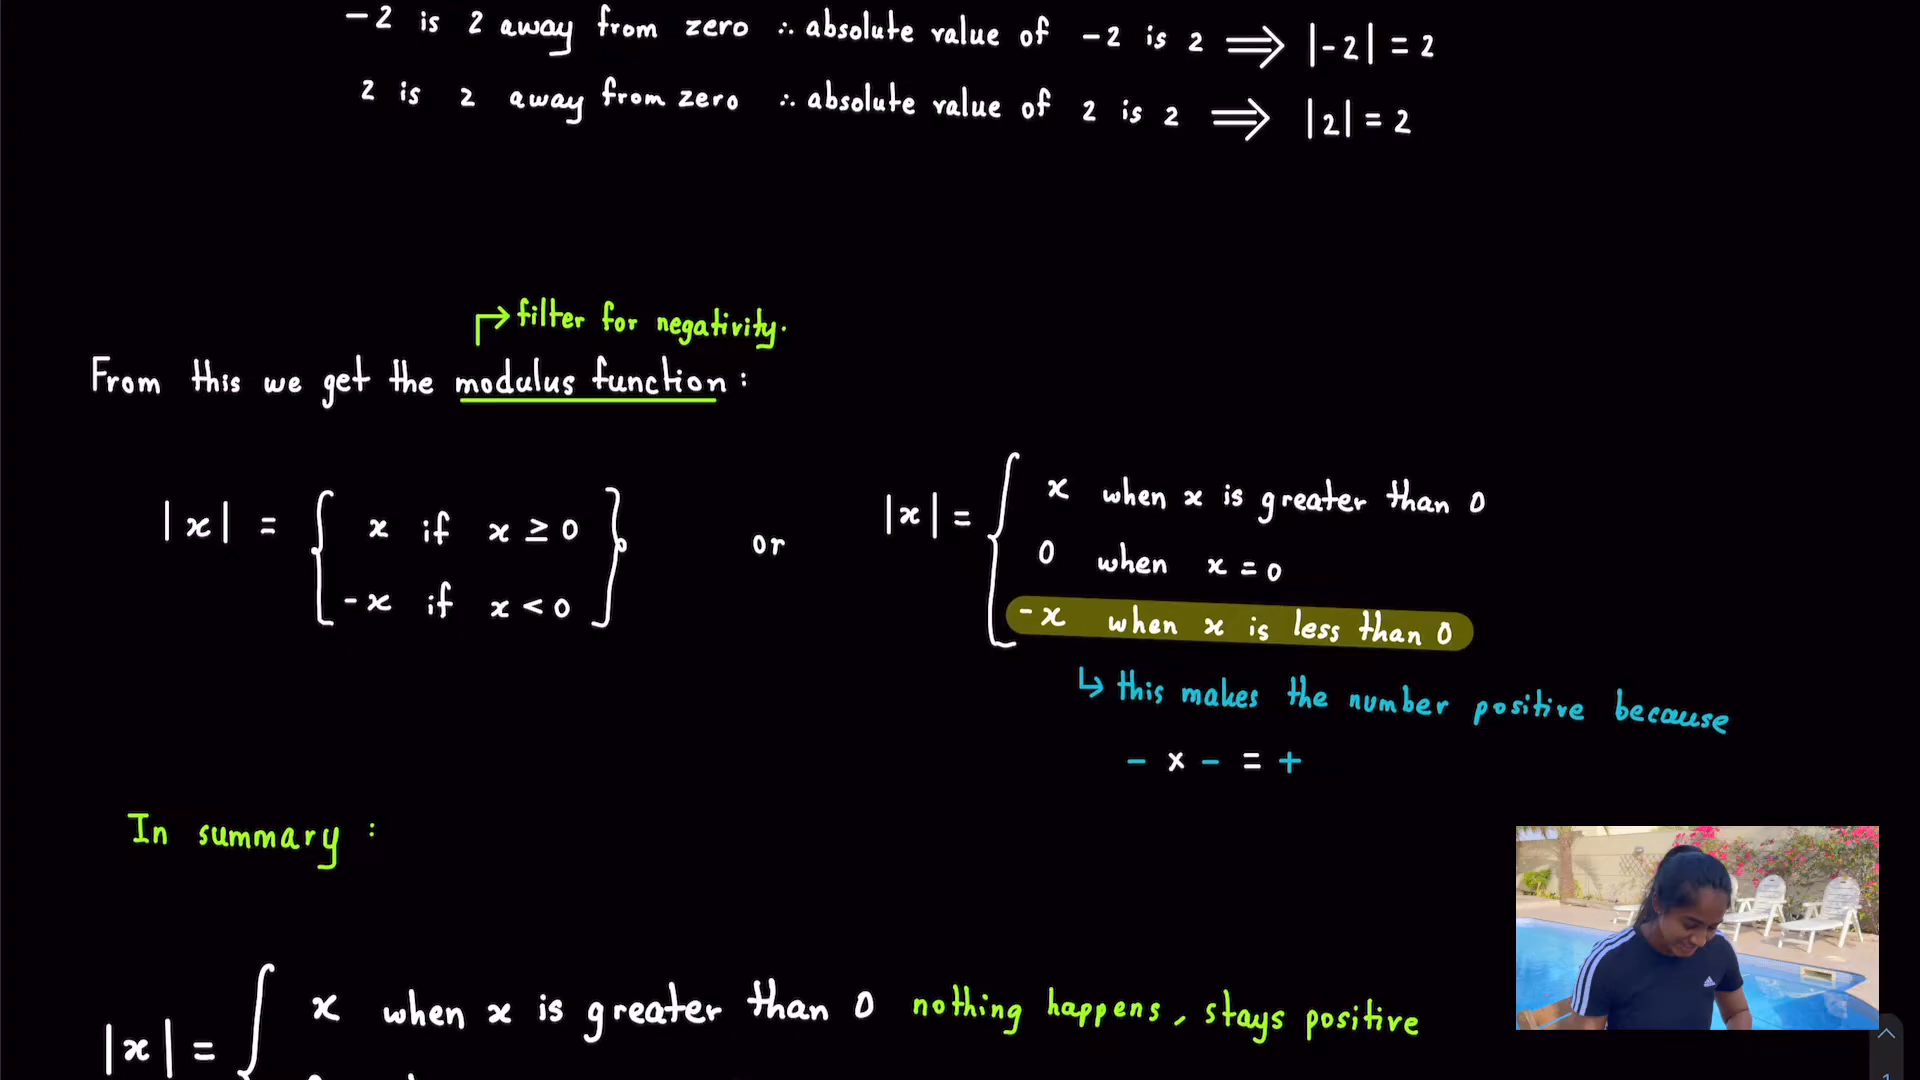 -2 is 2 away from zero ∴ absolute value of -2 is 2 ⟹ |-2| = 2
2 is 2 away from zero ∴ absolute value of 2 is 2 ⟹ |2| = 2
↱ filter for negativity.
From this we get the modulus function :
|x| = { x if x ≥ 0
-x if x < 0 }
or
|x| = { x when x is greater than 0
0 when x = 0
-x when x is less than 0
↳ this makes the number positive because
- x - = +
In summary :
|x| = { x when x is greater than 0 nothing happens, stays positive